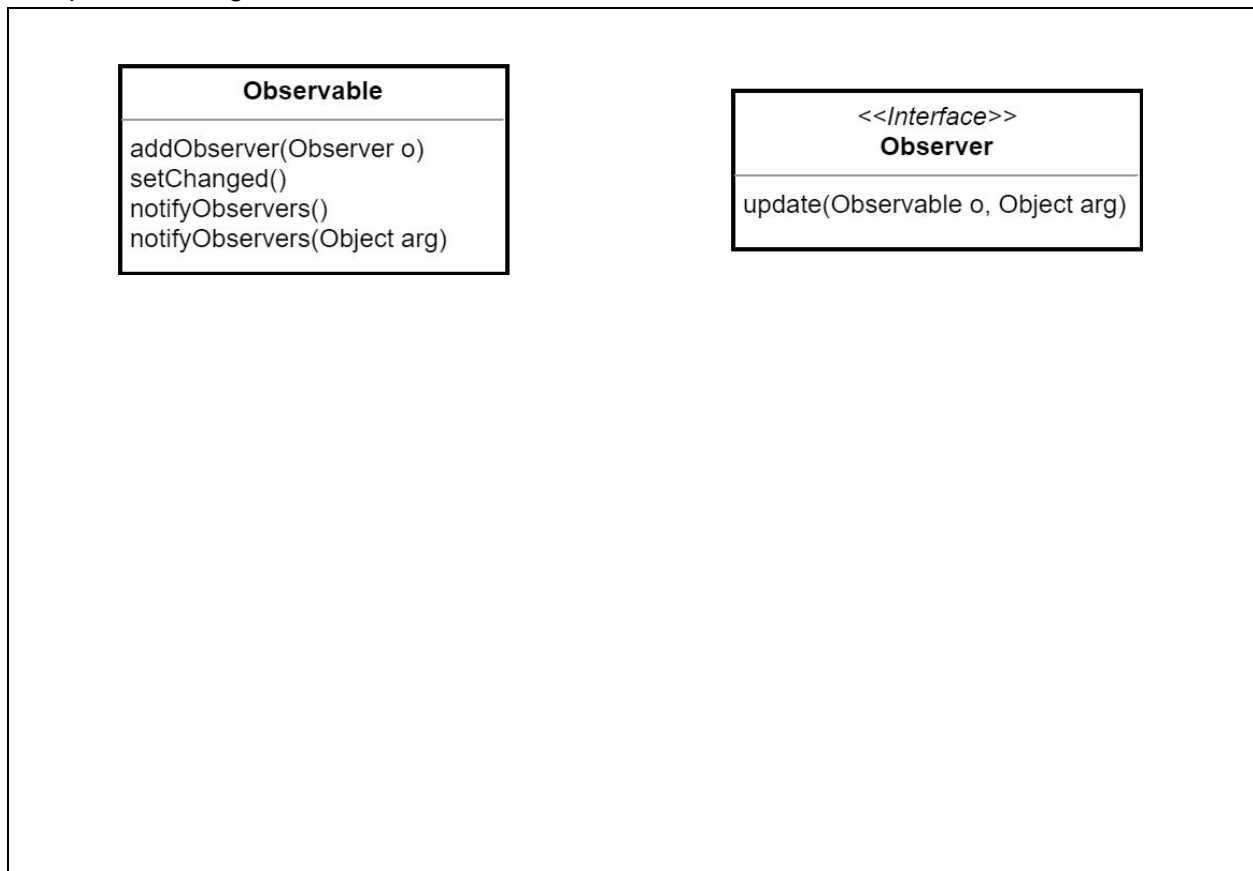 Observable
addObserver(Observer o)
setChanged()
notifyObservers()
notifyObservers(Object arg)
<<Interface>>
Observer
update(Observable o, Object arg)